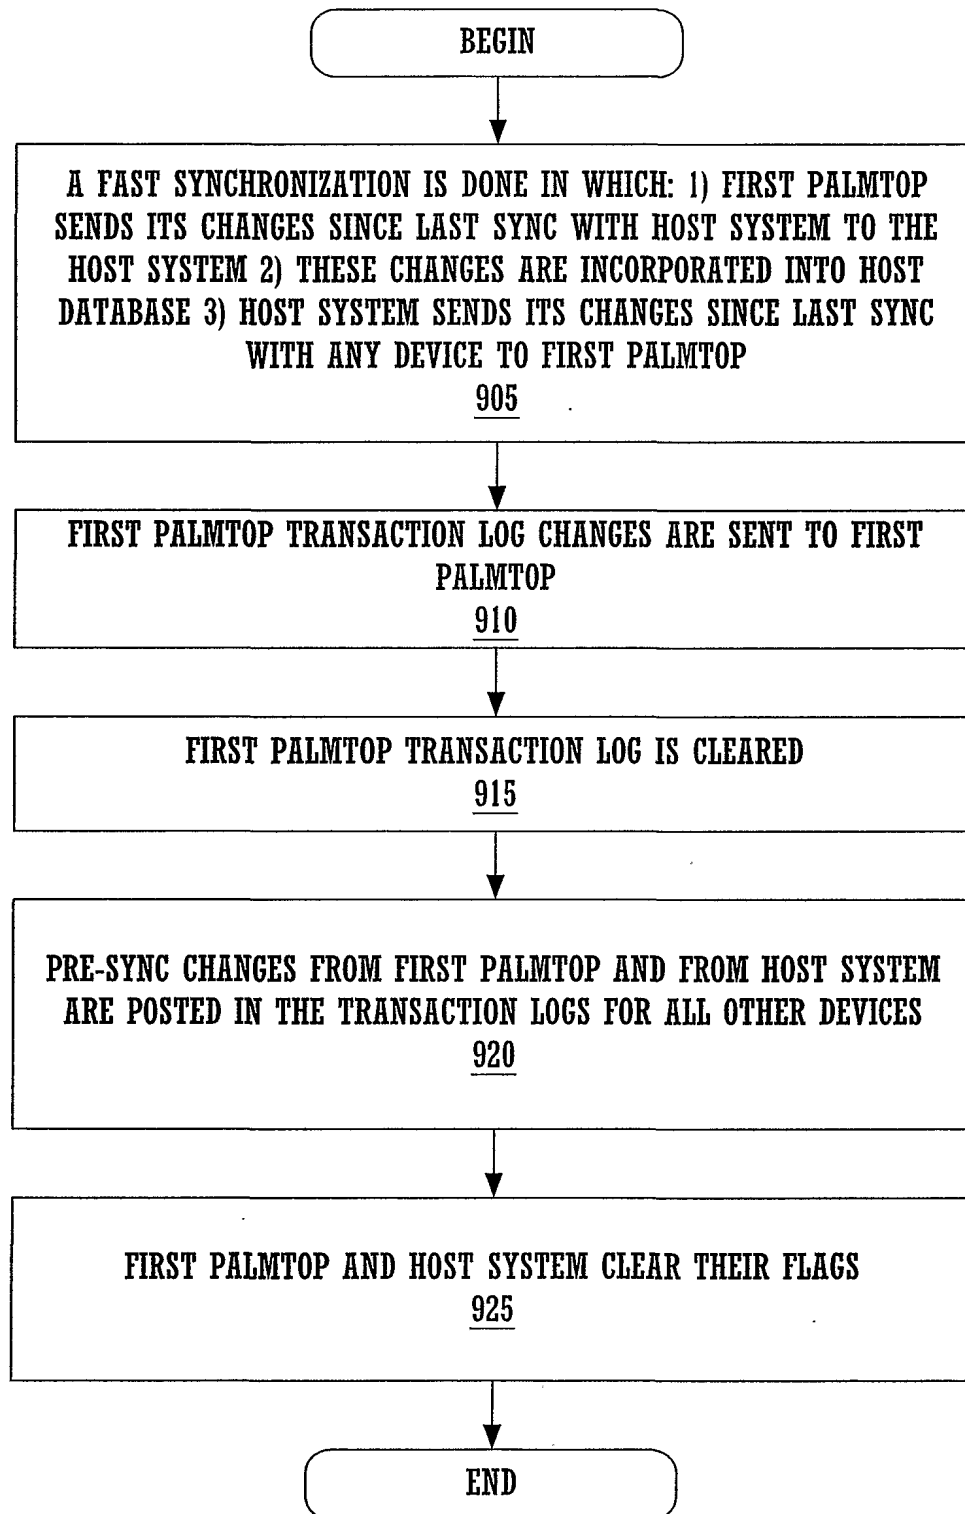 BEGIN
A FAST SYNCHRONIZATION IS DONE IN WHICH: 1) FIRST PALMTOP
SENDS ITS CHANGES SINCE LAST SYNC WITH HOST SYSTEM TO THE
HOST SYSTEM 2) THESE CHANGES ARE INCORPORATED INTO HOST
DATABASE 3) HOST SYSTEM SENDS ITS CHANGES SINCE LAST SYNC
WITH ANY DEVICE TO FIRST PALMTOP
905
FIRST PALMTOP TRANSACTION LOG CHANGES ARE SENT TO FIRST
PALMTOP
910
FIRST PALMTOP TRANSACTION LOG IS CLEARED
915
PRE-SYNC CHANGES FROM FIRST PALMTOP AND FROM HOST SYSTEM
ARE POSTED IN THE TRANSACTION LOGS FOR ALL OTHER DEVICES
920
FIRST PALMTOP AND HOST SYSTEM CLEAR THEIR FLAGS
925
END